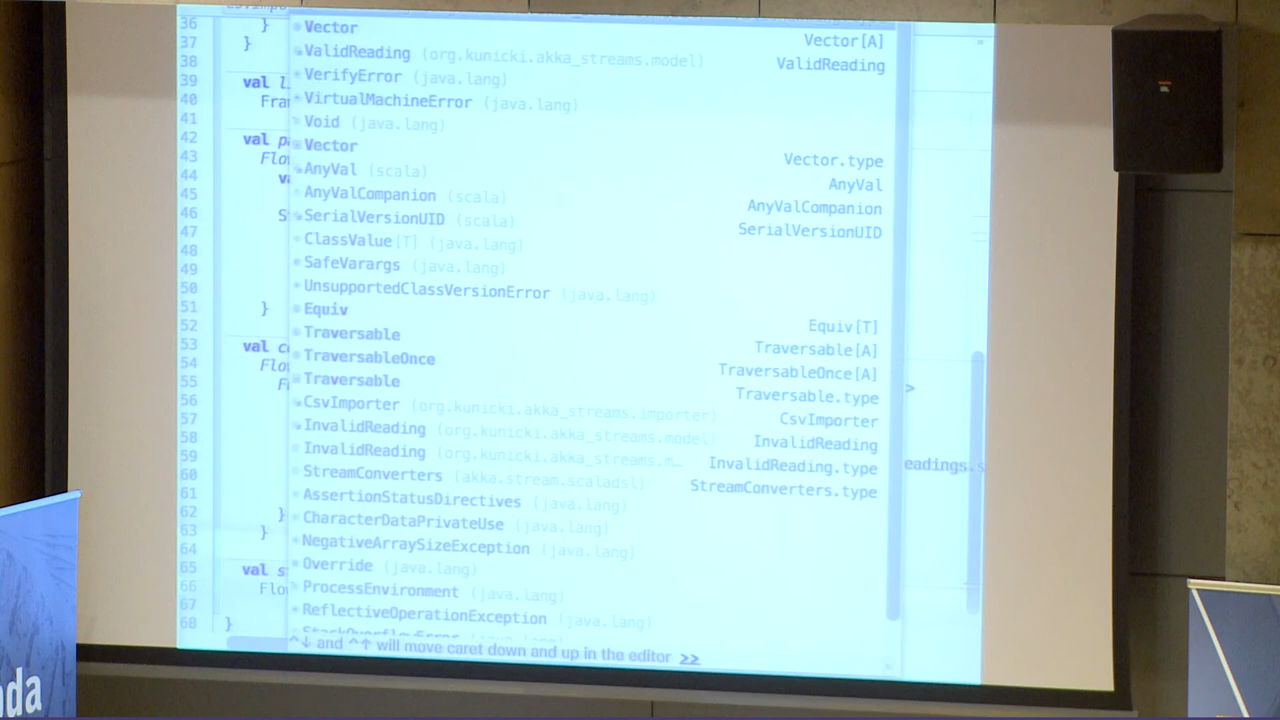 36 }
37 }
38
39 val
40
41
42 val
43
44
45
46
47
48
49
50
51 }
52
53 val
54
55
56
57
58
59
60
61
62 }
63 }
64
65 val
66
67
68 }
Vector Vector[A]
ValidReading (org.kunicki.akka_streams.model) ValidReading
VerifyError (java.lang)
VirtualMachineError (java.lang)
Void (java.lang)
Vector Vector.type
AnyVal (scala) AnyVal
AnyValCompanion (scala) AnyValCompanion
SerialVersionUID (scala) SerialVersionUID
ClassValue[T] (java.lang)
SafeVarargs (java.lang)
UnsupportedClassVersionError (java.lang)
Equiv Equiv[T]
Traversable Traversable[A]
TraversableOnce TraversableOnce[A]
Traversable Traversable.type
CsvImporter (org.kunicki.akka_streams.importer) CsvImporter
InvalidReading (org.kunicki.akka_streams.model) InvalidReading
InvalidReading (org.kunicki.akka_streams.m… InvalidReading.type
StreamConverters (akka.stream.scaladsl) StreamConverters.type
AssertionStatusDirectives (java.lang)
CharacterDataPrivateUse (java.lang)
NegativeArraySizeException (java.lang)
Override (java.lang)
ProcessEnvironment (java.lang)
ReflectiveOperationException (java.lang)
StackOverflowError (java.lang)
^↓ and ^↑ will move caret down and up in the editor >>
>
eadings.s
da